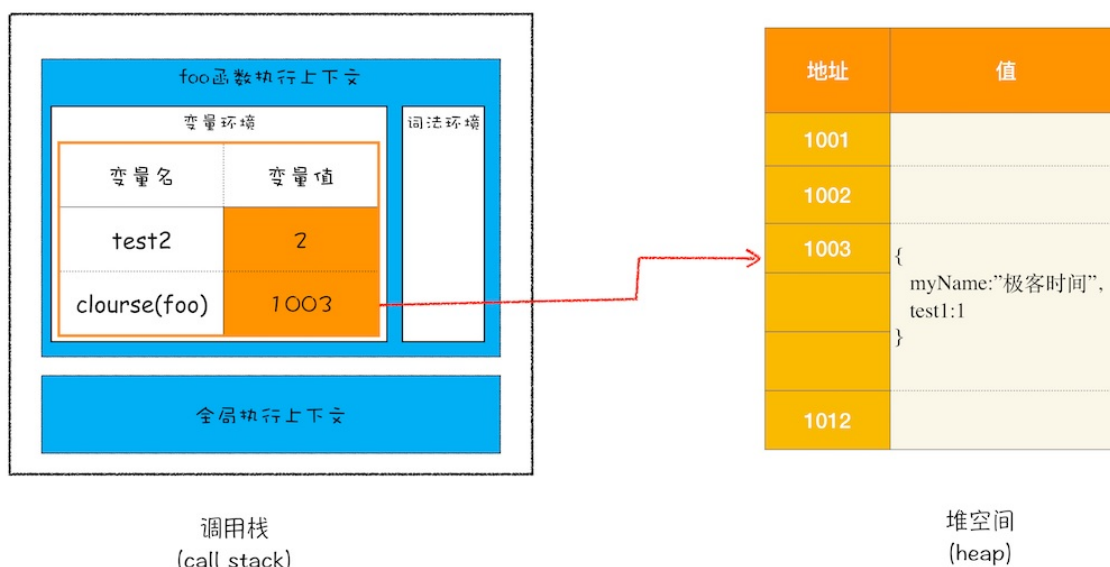 foo函数执行上下文
变量环境
词法环境
变量名 变量值
test2 2
clourse(foo) 1003
全局执行上下文
调用栈
(call stack)
地址 值
1001
1002
1003
{
myName:”极客时间”,
test1:1
}
1012
堆空间
(heap)